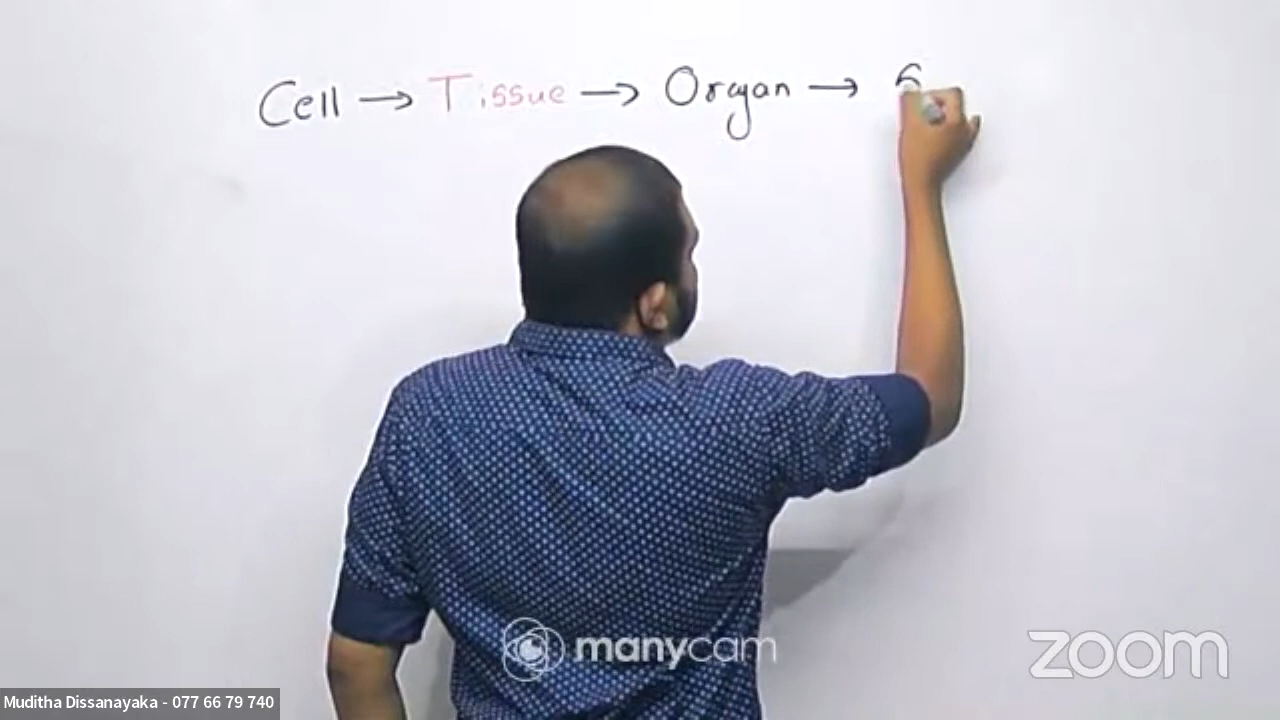 Cell → Tissue → Organ →
manycam
zoom
Muditha Dissanayaka - 077 66 79 740